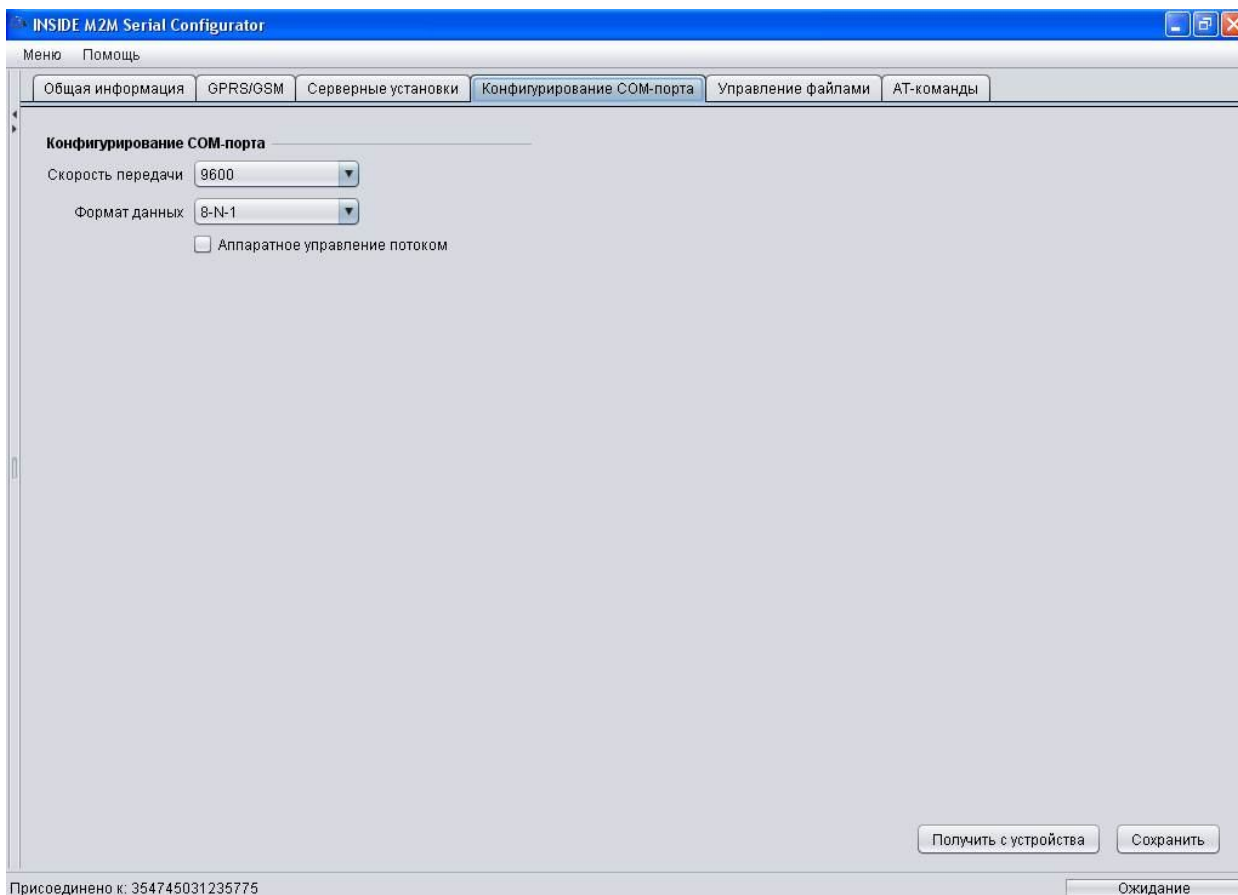 INSIDE M2M Serial Configurator
Меню Помощь
Общая информация GPRS/GSM Серверные установки Конфигурирование COM-порта Управление файлами AT-команды
Конфигурирование COM-порта
Скорость передачи 9600
Формат данных 8-N-1
Аппаратное управление потоком
Получить с устройства Сохранить
Присоединено к: 354745031235775 Ожидание